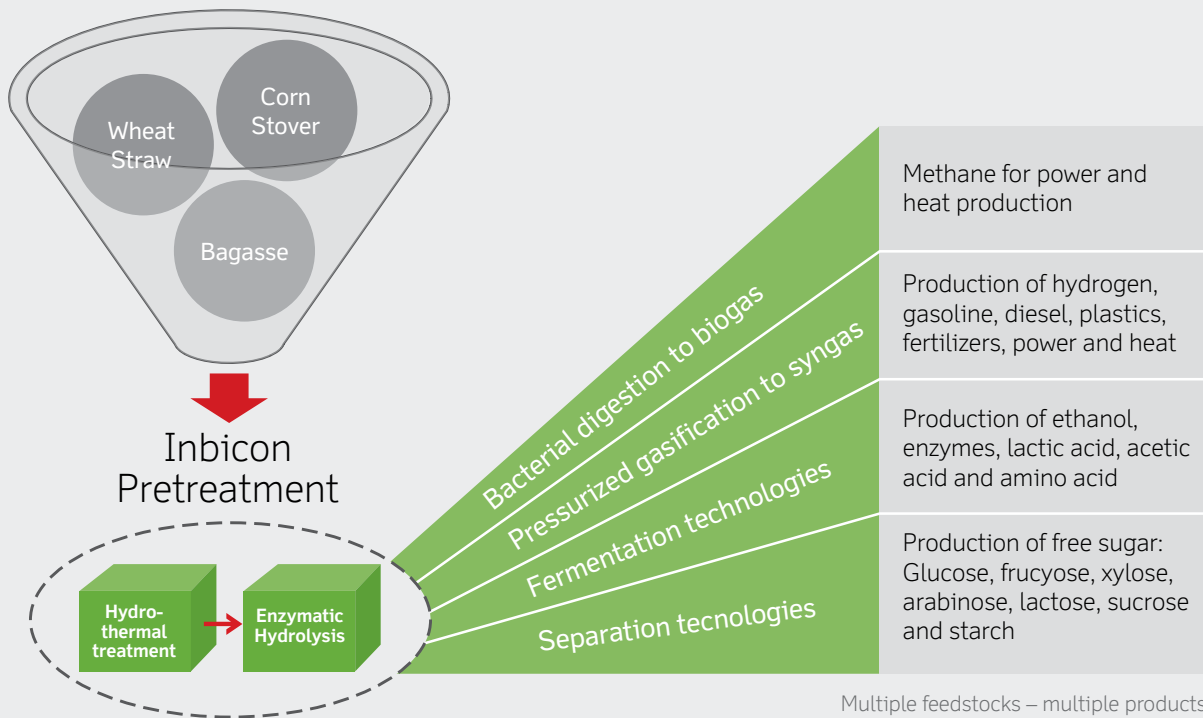 Wheat
Straw
Corn
Stover
Bagasse
Inbicon
Pretreatment
Hydro-
thermal
treatment
Enzymatic
Hydrolysis
Bacterial digestion to biogas
Pressurized gasification to syngas
Fermentation technologies
Separation tecnologies
Methane for power and
heat production
Production of hydrogen,
gasoline, diesel, plastics,
fertilizers, power and heat
Production of ethanol,
enzymes, lactic acid, acetic
acid and amino acid
Production of free sugar:
Glucose, frucyose, xylose,
arabinose, lactose, sucrose
and starch
Multiple feedstocks – multiple products